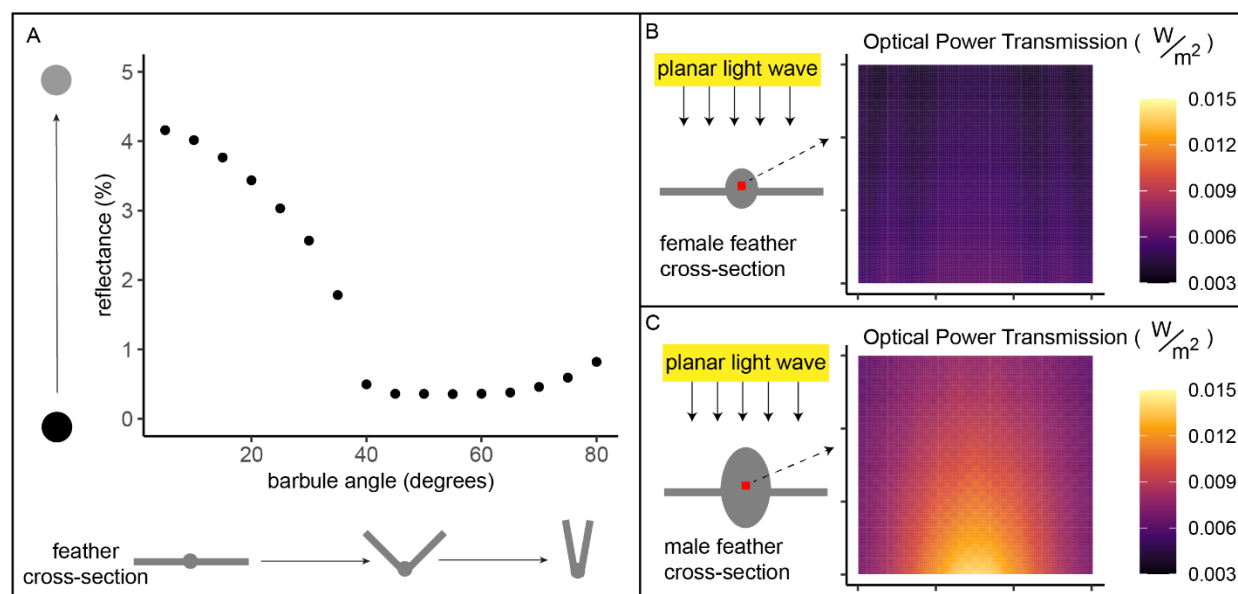 A
5
4
3
2
1
0
reflectance (%)
20
40
60
80
barbule angle (degrees)
feather
cross-section
B
Optical Power Transmission ( W/m² )
planar light wave
female feather
cross-section
0.015
0.012
0.009
0.006
0.003
C
Optical Power Transmission ( W/m² )
planar light wave
male feather
cross-section
0.015
0.012
0.009
0.006
0.003